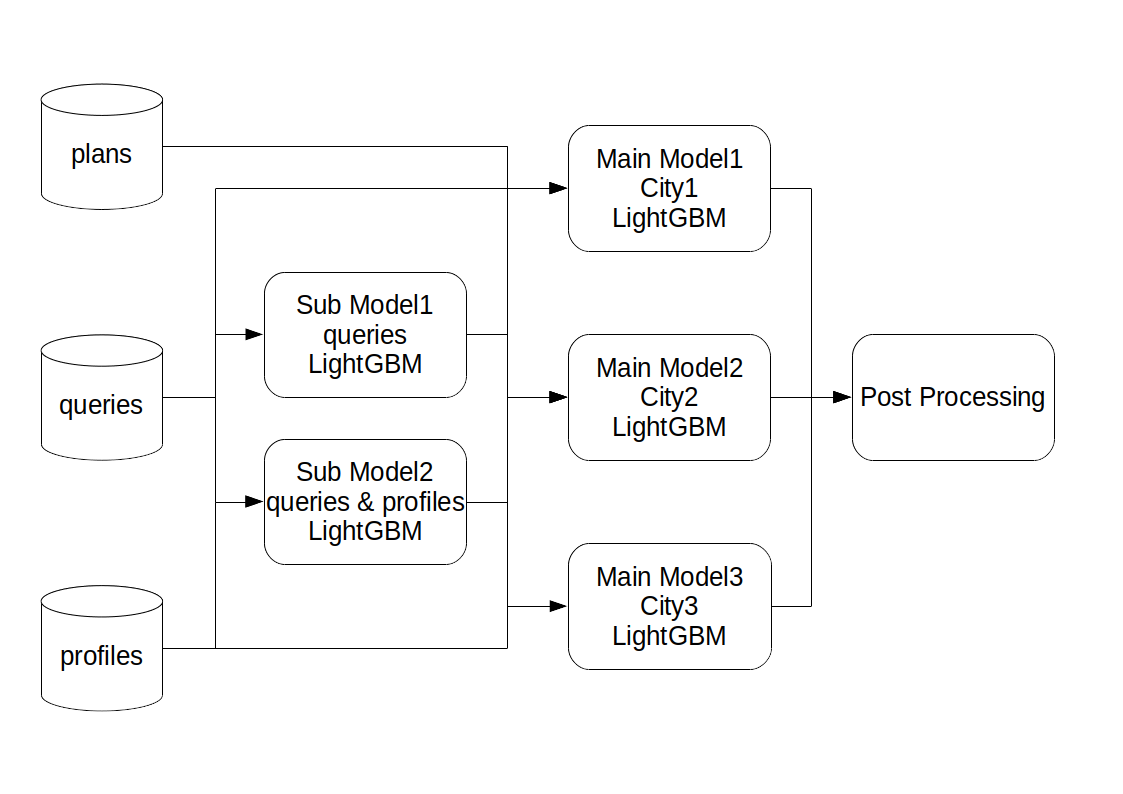 plans
queries
profiles
Sub Model1
queries
LightGBM
Sub Model2
queries & profiles
LightGBM
Main Model1
City1
LightGBM
Main Model2
City2
LightGBM
Main Model3
City3
LightGBM
Post Processing